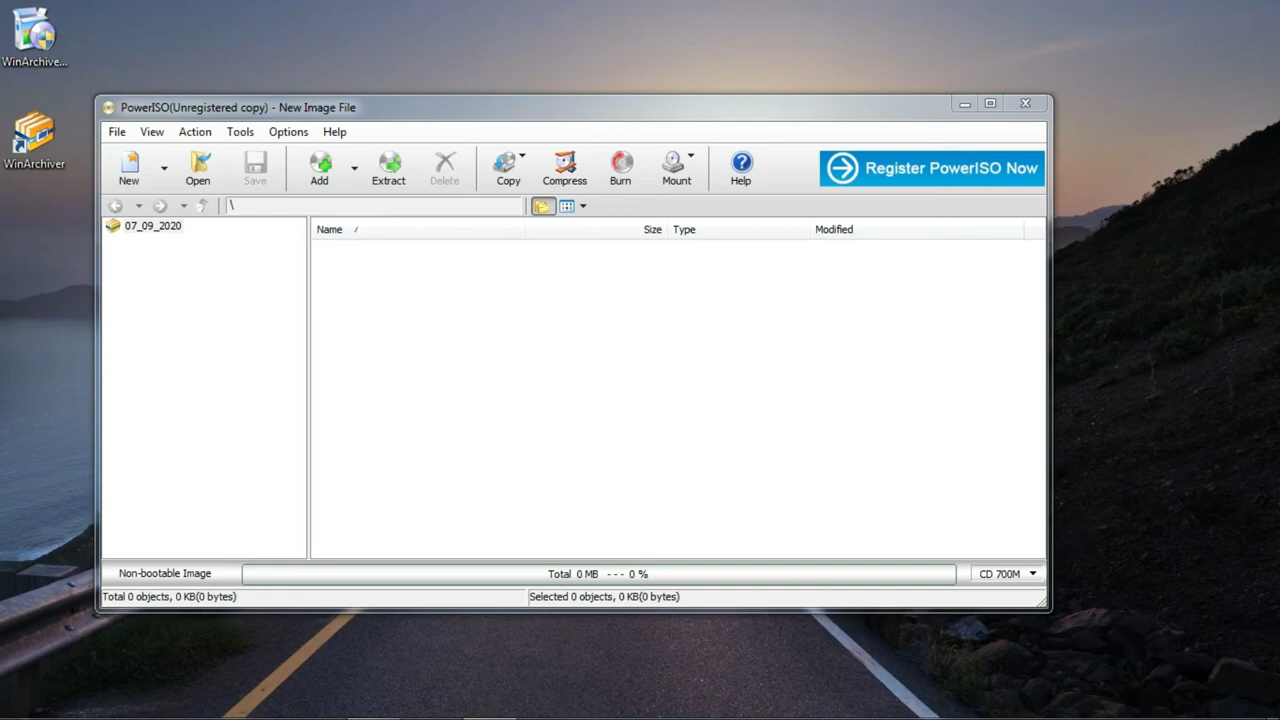 WinArchive...
WinArchiver
PowerISO(Unregistered copy) - New Image File
File View Action Tools Options Help
New Open Save Add Extract Delete Copy Compress Burn Mount Help
Register PowerISO Now
\
07_09_2020
Name / Size Type Modified
Non-bootable Image Total 0 MB --- 0 % CD 700M
Total 0 objects, 0 KB(0 bytes) Selected 0 objects, 0 KB(0 bytes)